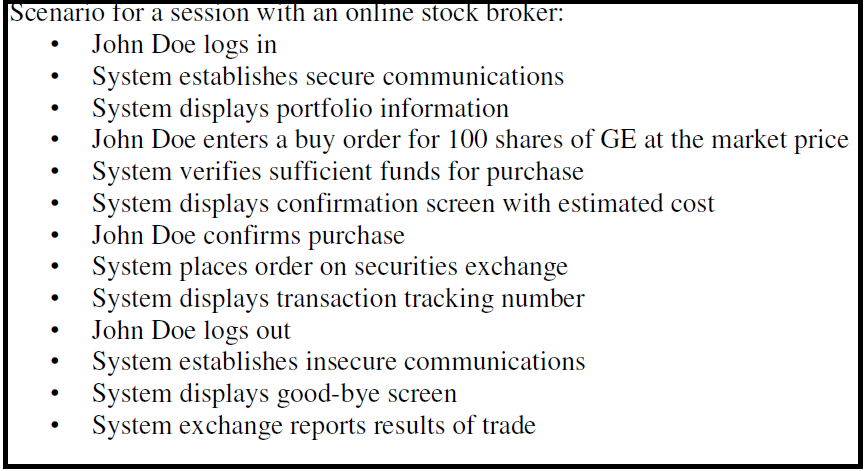 Scenario for a session with an online stock broker:
• John Doe logs in
• System establishes secure communications
• System displays portfolio information
• John Doe enters a buy order for 100 shares of GE at the market price
• System verifies sufficient funds for purchase
• System displays confirmation screen with estimated cost
• John Doe confirms purchase
• System places order on securities exchange
• System displays transaction tracking number
• John Doe logs out
• System establishes insecure communications
• System displays good-bye screen
• System exchange reports results of trade